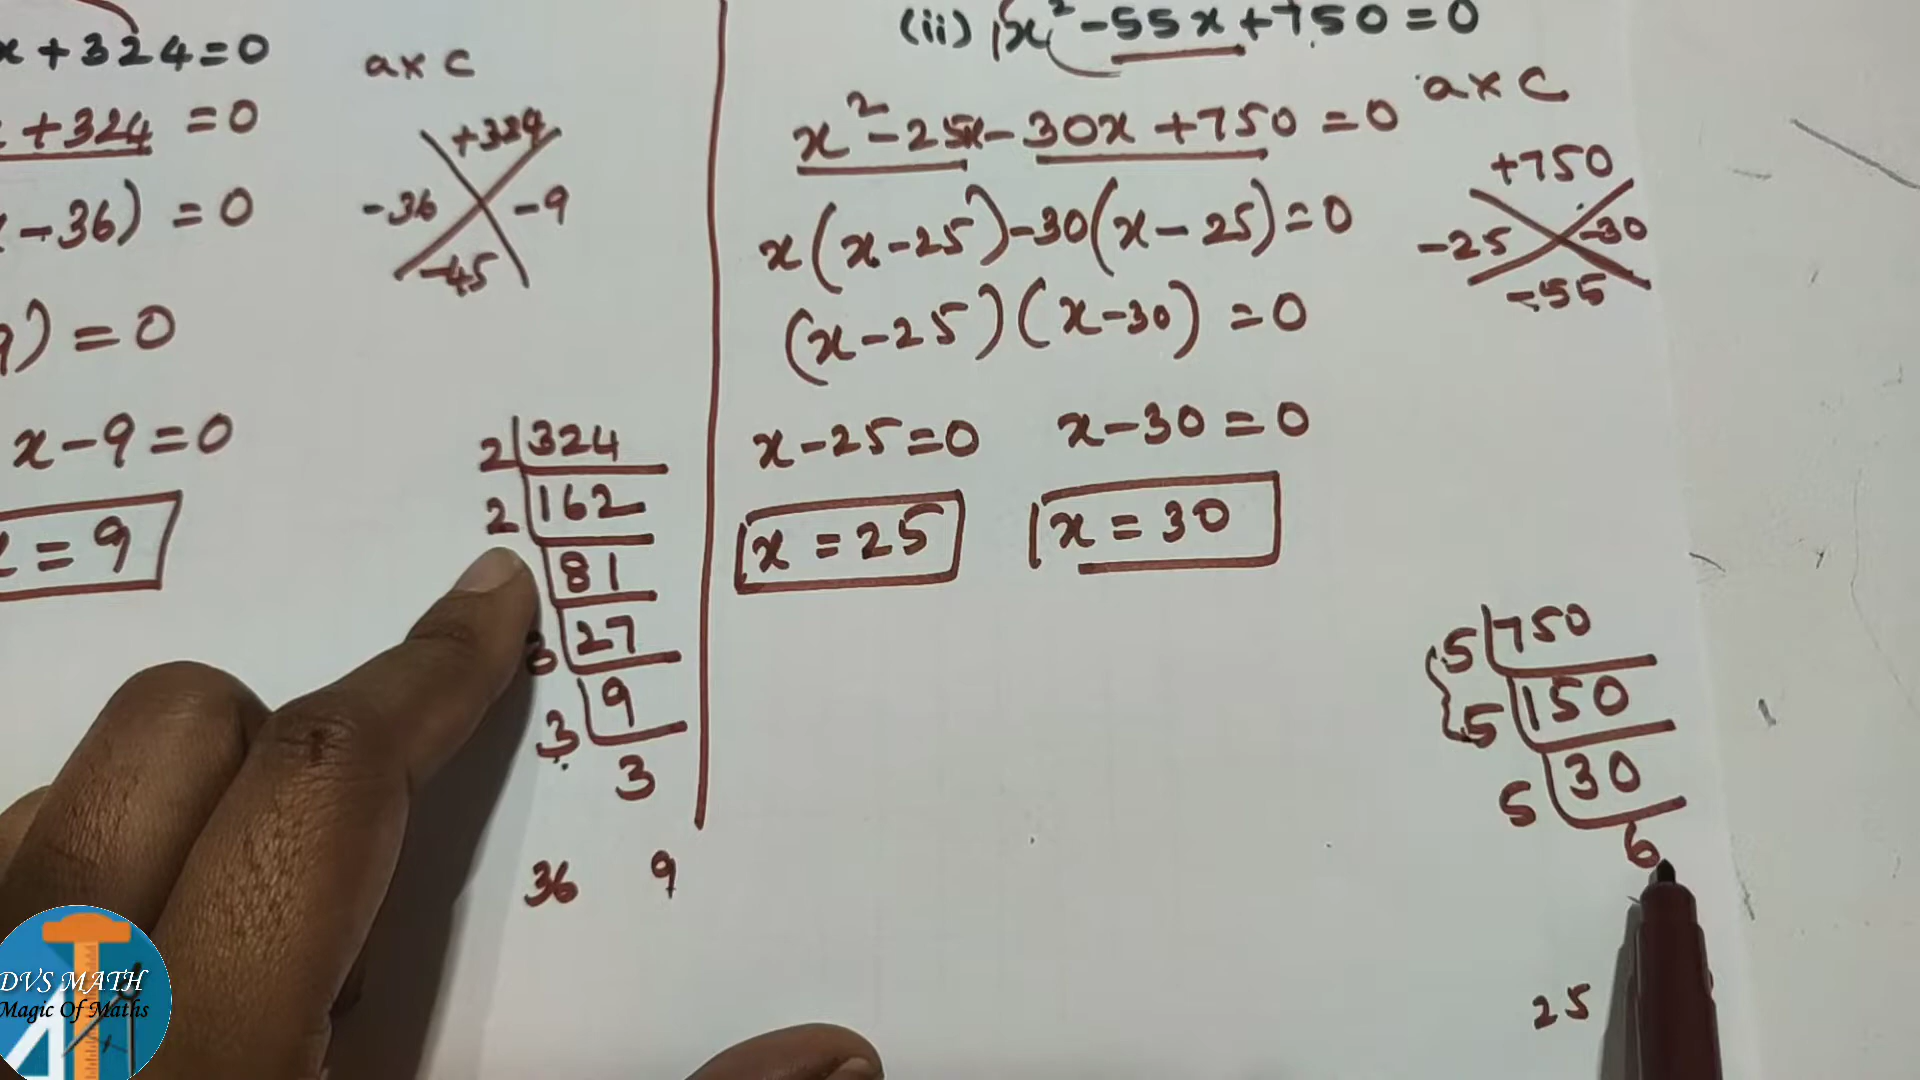 x+324=0
+324 =0
x-36) =0
) =0
x-9=0
= 9
a x c
+324
-36 -9
-45
2 324
2 162
81
3 27
3 9
3
36 9
(ii) x²-55x+750=0
x²-25x-30x+750=0
x(x-25)-30(x-25)=0
(x-25)(x-30)=0
x-25=0 x-30=0
x=25 x=30
a x c
+750
-25 -30
-55
5 750
5 150
5 30
6
25
DVS MATH
Magic Of Maths